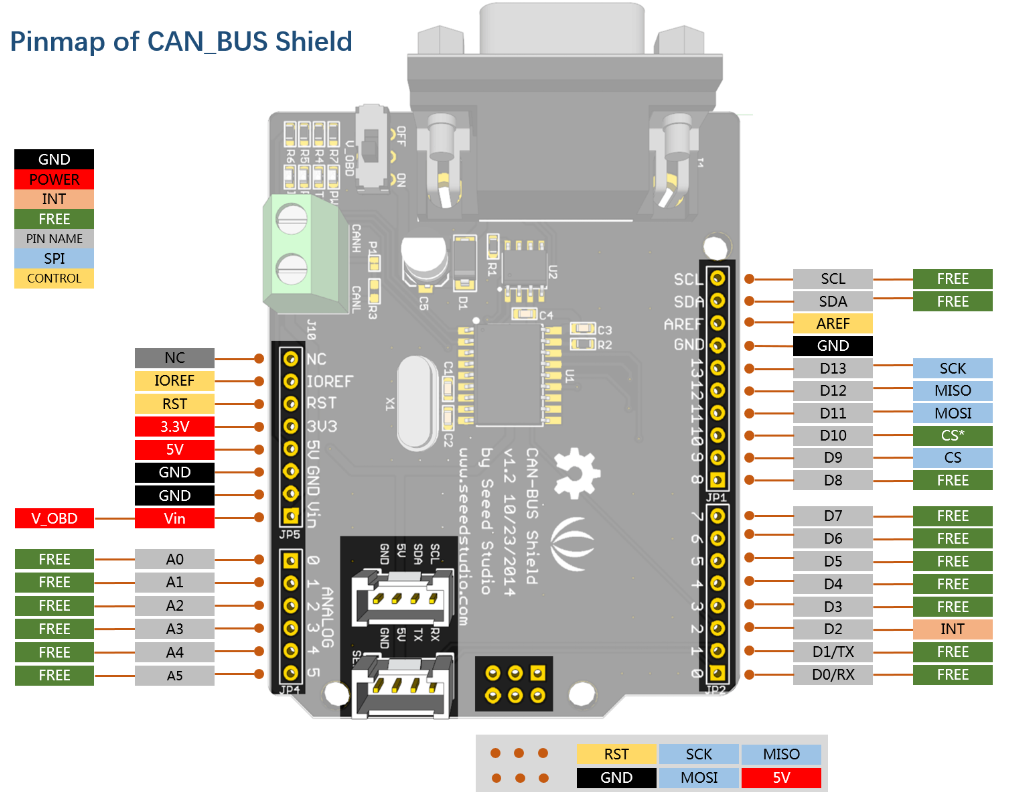 Pinmap of CAN_BUS Shield
GND
POWER
INT
FREE
PIN NAME
SPI
CONTROL
OFF
V_OBD
ON
R6
R5
R4
R7
CANH
CANL
P1
R3
J10
C5
D1
R1
U2
C4
C3
R2
U1
C1
C2
X1
NC
IOREF
RST
3.3V
5V
GND
GND
V_OBD Vin
FREE A0
FREE A1
FREE A2
FREE A3
FREE A4
FREE A5
NC
IOREF
RST
3V3
5V
GND
GND
Vin
JP5
0
1
2
3
4
5
ANALOG
JP4
CAN-BUS Shield
v1.2 10/23/2014
by Seeed Studio
www.seeedstudio.com
GND 5V SDA SCL
GND 5V TX RX
SCL
SDA
AREF
GND
13
12
11
10
9
8
JP1
7
6
5
4
3
2
1
0
JP2
SCL FREE
SDA FREE
AREF
GND
D13 SCK
D12 MISO
D11 MOSI
D10 CS*
D9 CS
D8 FREE
D7 FREE
D6 FREE
D5 FREE
D4 FREE
D3 FREE
D2 INT
D1/TX FREE
D0/RX FREE
RST SCK MISO
GND MOSI 5V